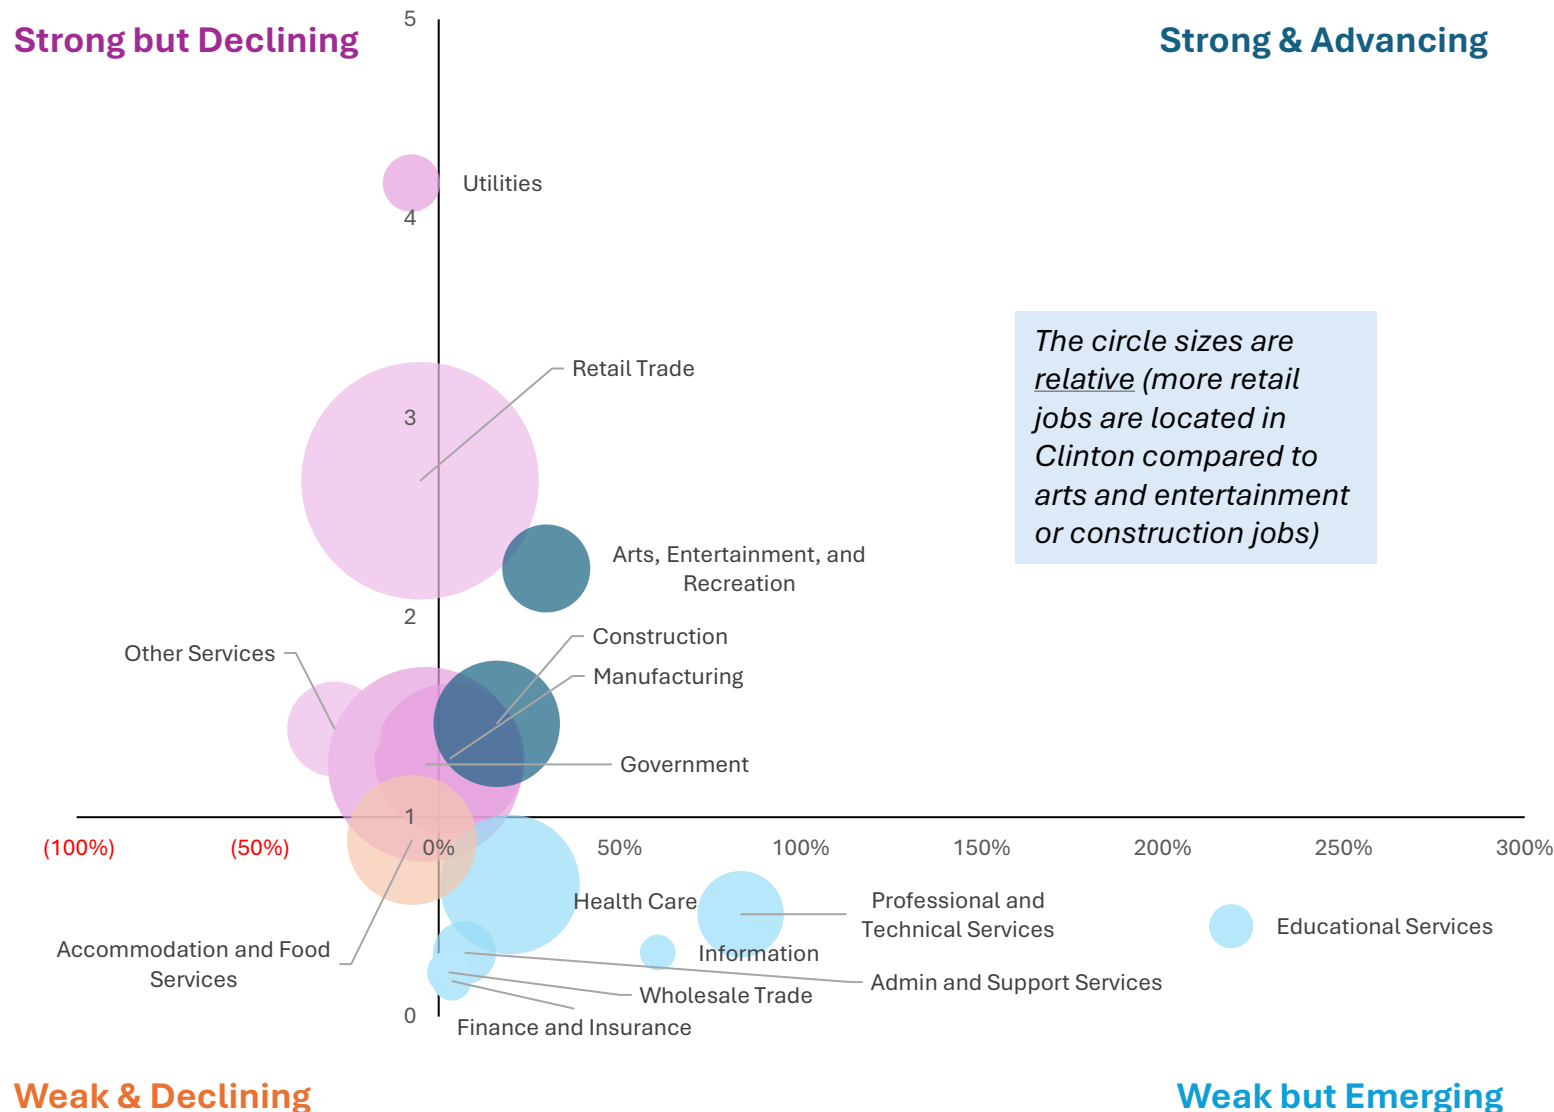 Strong but Declining
5
Strong & Advancing
Utilities
4
Retail Trade
The circle sizes are
relative (more retail
jobs are located in
Clinton compared to
arts and entertainment
or construction jobs)
3
Arts, Entertainment, and
Recreation
2
Construction
Other Services
Manufacturing
Government
1
(100%)
(50%)
0%
50%
100%
150%
200%
250%
300%
Health Care
Professional and
Technical Services
Educational Services
Accommodation and Food
Services
Information
Admin and Support Services
Wholesale Trade
0
Finance and Insurance
Weak & Declining
Weak but Emerging